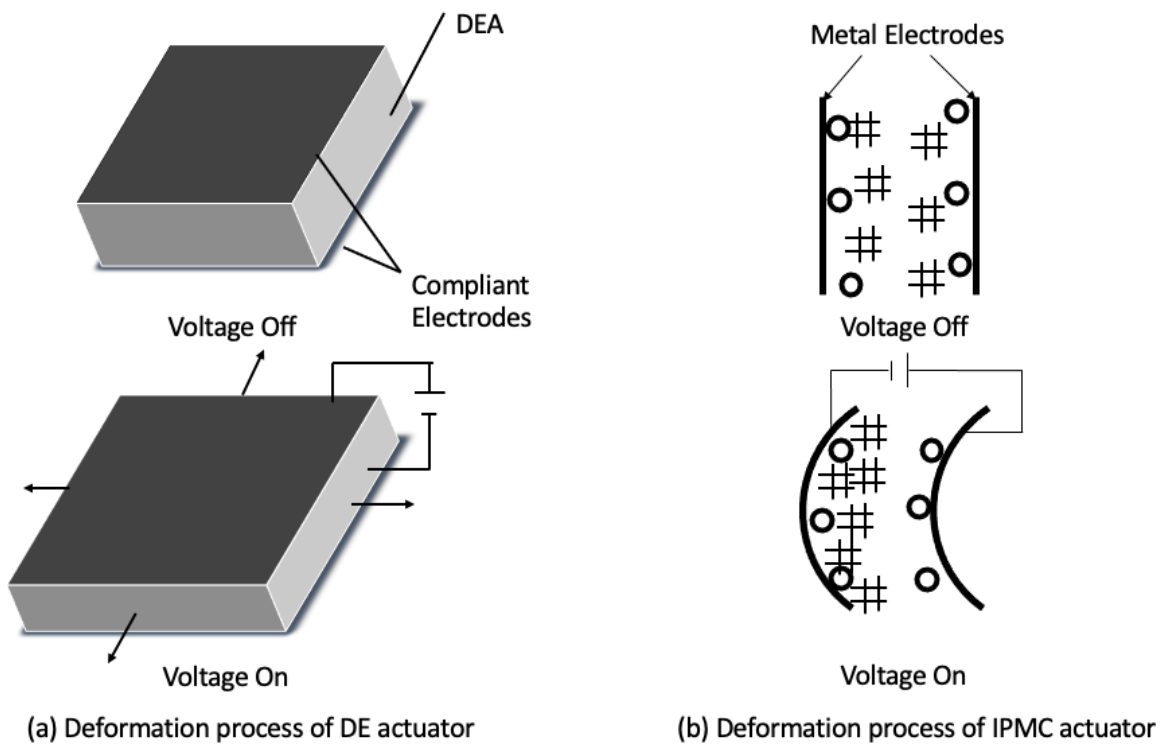 DEA
Compliant
Electrodes
Voltage Off
Voltage On
(a) Deformation process of DE actuator
Metal Electrodes
Voltage Off
Voltage On
(b) Deformation process of IPMC actuator